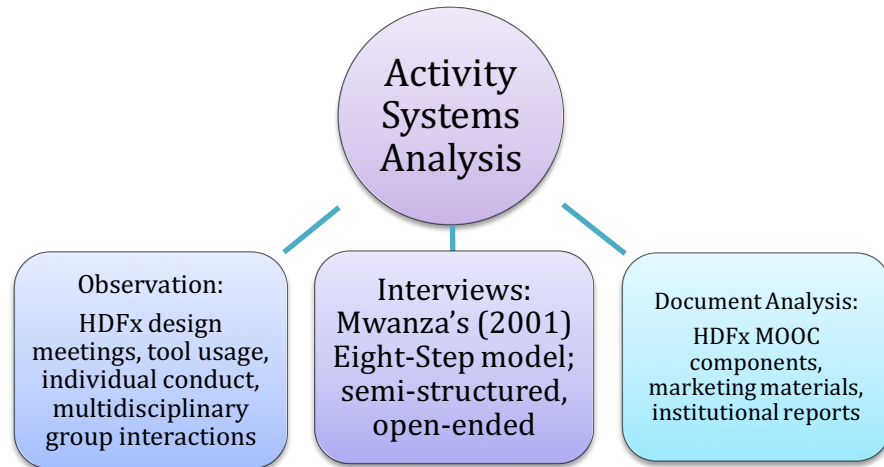 Activity
Systems
Analysis
Observation:
HDFx design
meetings, tool usage,
individual conduct,
multidisciplinary
group interactions
Interviews:
Mwanza’s (2001)
Eight-Step model;
semi-structured,
open-ended
Document Analysis:
HDFx MOOC
components,
marketing materials,
institutional reports